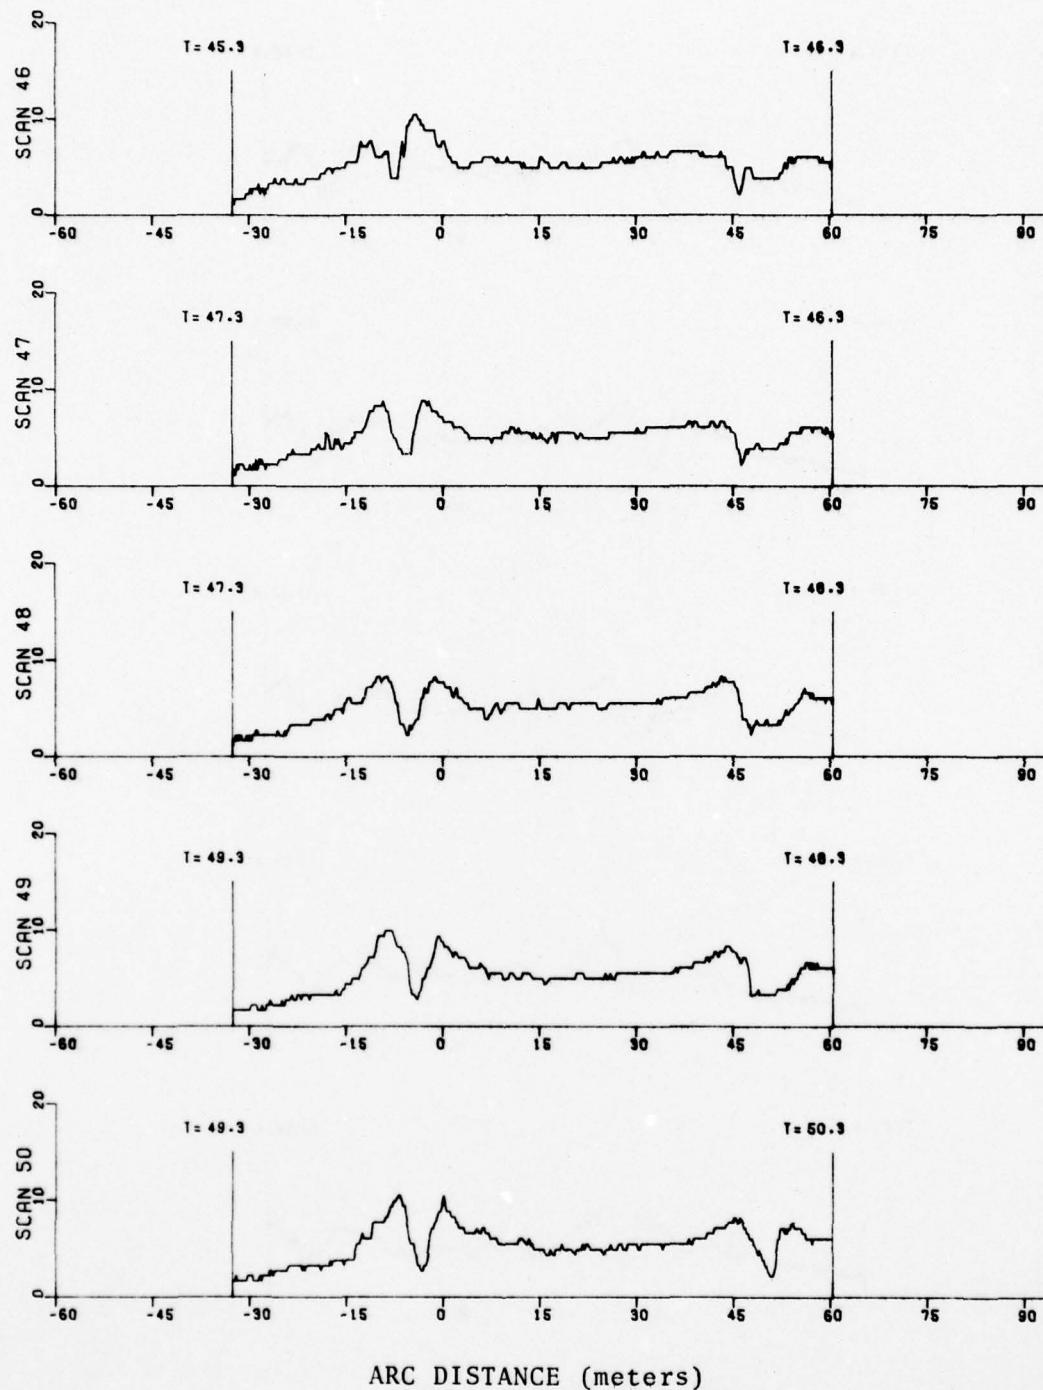 20
T= 45.3 T= 46.3
SCAN 46
10
0
-60 -45 -30 -15 0 15 30 45 60 75 90
20
T= 47.3 T= 46.3
SCAN 47
10
0
-60 -45 -30 -15 0 15 30 45 60 75 90
20
T= 47.3 T= 48.3
SCAN 48
10
0
-60 -45 -30 -15 0 15 30 45 60 75 90
20
T= 49.3 T= 48.3
SCAN 49
10
0
-60 -45 -30 -15 0 15 30 45 60 75 90
20
T= 49.3 T= 50.3
SCAN 50
10
0
-60 -45 -30 -15 0 15 30 45 60 75 90
ARC DISTANCE (meters)